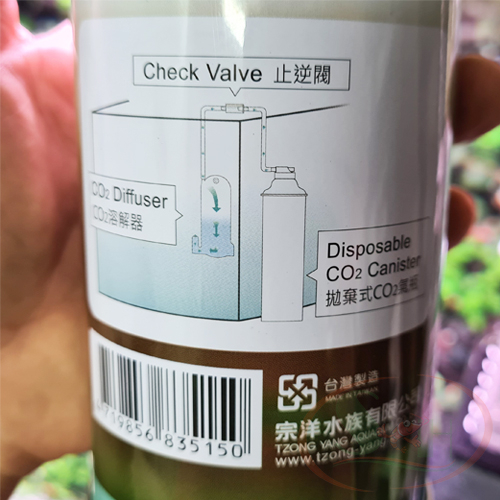 Check Valve 止逆閥
CO2 Diffuser
CO2溶解器
Disposable
CO2 Canister
拋棄式CO2氣瓶
台灣製造
MADE IN TAIWAN
宗洋水族有限公
TZONG YANG AQUA
www.tzong-yang
719856 835150